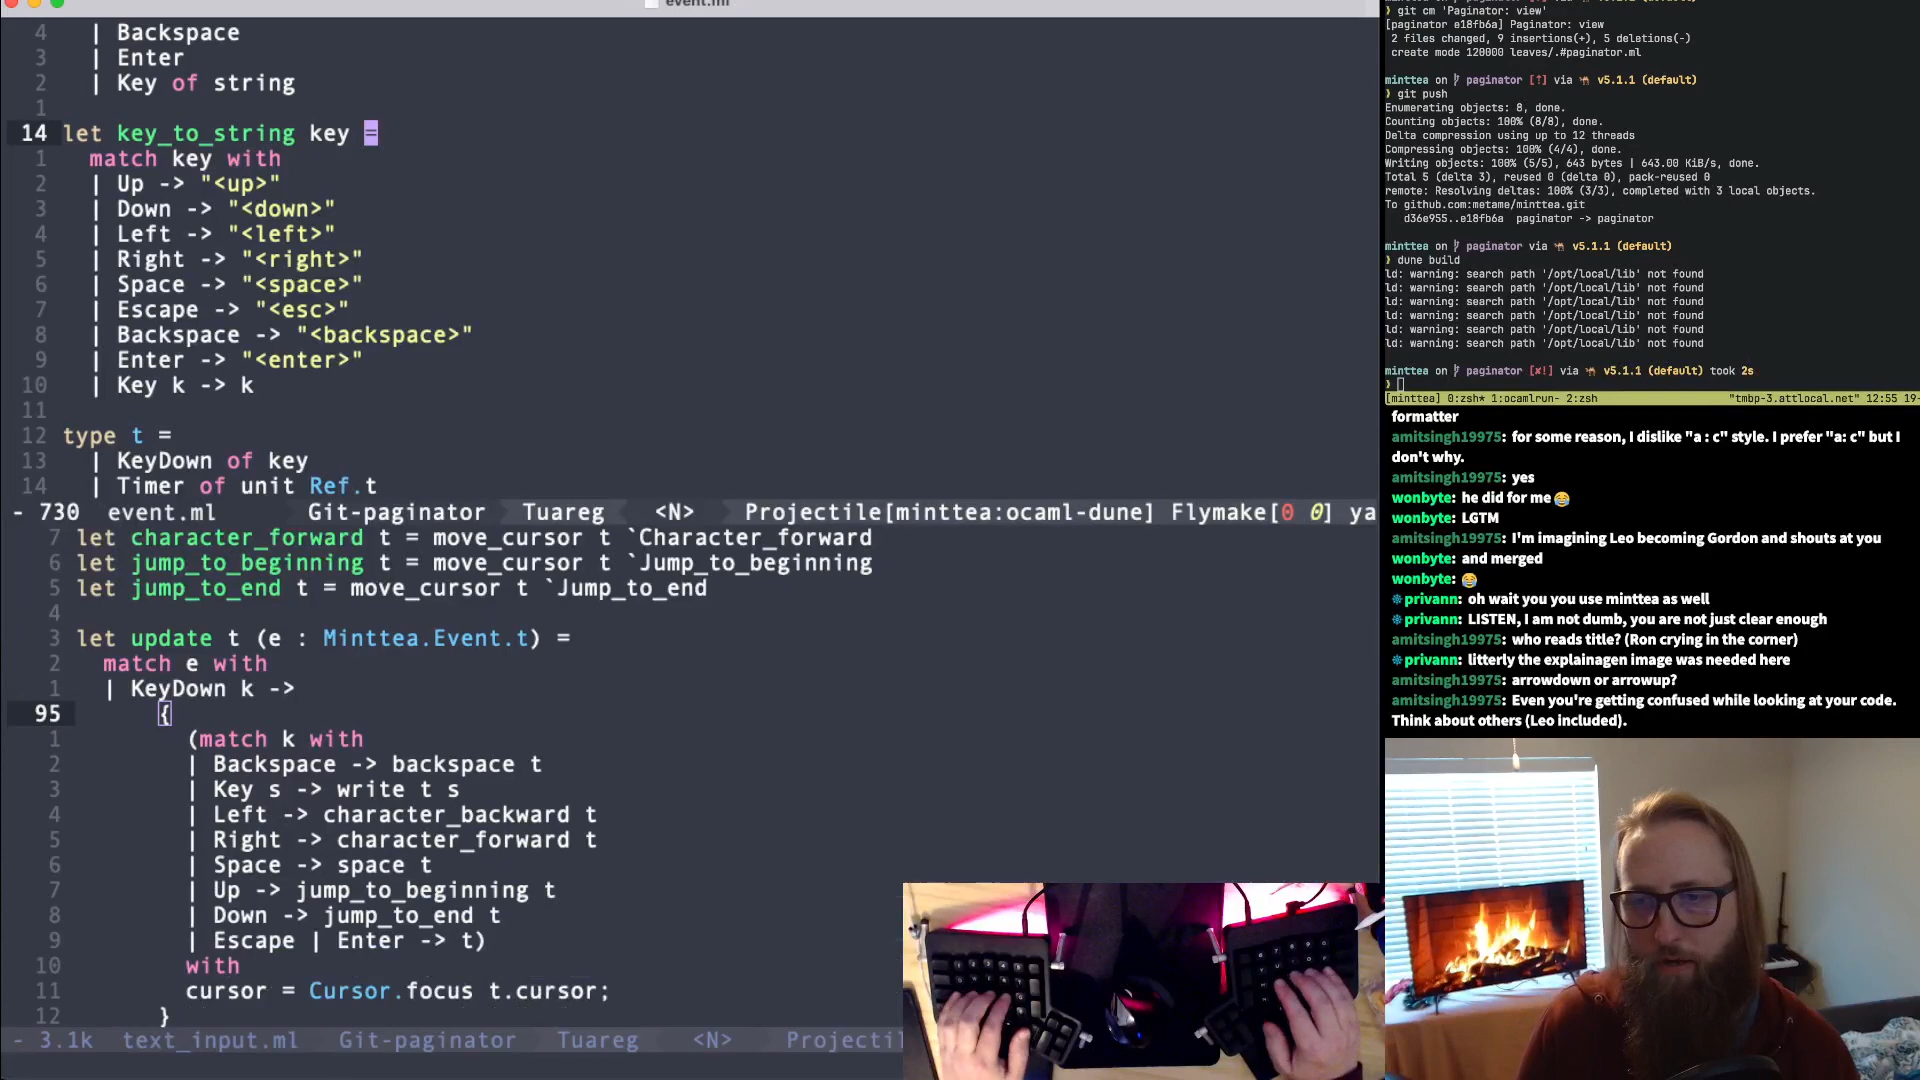 event.ml
4 | Backspace
3 | Enter
2 | Key of string
1
14 let key_to_string key =
1 match key with
2 | Up -> "<up>"
3 | Down -> "<down>"
4 | Left -> "<left>"
5 | Right -> "<right>"
6 | Space -> "<space>"
7 | Escape -> "<esc>"
8 | Backspace -> "<backspace>"
9 | Enter -> "<enter>"
10 | Key k -> k
11
12 type t =
13 | KeyDown of key
14 | Timer of unit Ref.t
- 730 event.ml Git-paginator Tuareg <N> Projectile[minttea:ocaml-dune] Flymake[0 0] ya
7 let character_forward t = move_cursor t `Character_forward
6 let jump_to_beginning t = move_cursor t `Jump_to_beginning
5 let jump_to_end t = move_cursor t `Jump_to_end
4
3 let update t (e : Minttea.Event.t) =
2 match e with
1 | KeyDown k ->
95 {
1 (match k with
2 | Backspace -> backspace t
3 | Key s -> write t s
4 | Left -> character_backward t
5 | Right -> character_forward t
6 | Space -> space t
7 | Up -> jump_to_beginning t
8 | Down -> jump_to_end t
9 | Escape | Enter -> t)
10 with
11 cursor = Cursor.focus t.cursor;
12 }
- 3.1k text_input.ml Git-paginator Tuareg <N> Projectil
git cm 'Paginator: view'
[paginator e18fb6a] Paginator: view
2 files changed, 9 insertions(+), 5 deletions(-)
create mode 120000 leaves/.#paginator.ml
minttea on paginator [↑] via v5.1.1 (default)
git push
Enumerating objects: 8, done.
Counting objects: 100% (8/8), done.
Delta compression using up to 12 threads
Compressing objects: 100% (4/4), done.
Writing objects: 100% (5/5), 643 bytes | 643.00 KiB/s, done.
Total 5 (delta 3), reused 0 (delta 0), pack-reused 0
remote: Resolving deltas: 100% (3/3), completed with 3 local objects.
To github.com:metame/minttea.git
d36e955..e18fb6a paginator -> paginator
minttea on paginator via v5.1.1 (default)
dune build
ld: warning: search path '/opt/local/lib' not found
ld: warning: search path '/opt/local/lib' not found
ld: warning: search path '/opt/local/lib' not found
ld: warning: search path '/opt/local/lib' not found
ld: warning: search path '/opt/local/lib' not found
ld: warning: search path '/opt/local/lib' not found
minttea on paginator [✘!] via v5.1.1 (default) took 2s
[minttea] 0:zsh* 1:ocamlrun- 2:zsh "tmbp-3.attlocal.net" 12:55 19-
formatter
amitsingh19975: for some reason, I dislike "a : c" style. I prefer "a: c" but I
don't why.
amitsingh19975: yes
wonbyte: he did for me 😂
wonbyte: LGTM
amitsingh19975: I'm imagining Leo becoming Gordon and shouts at you
wonbyte: and merged
wonbyte: 😂
privann: oh wait you you use minttea as well
privann: LISTEN, I am not dumb, you are not just clear enough
amitsingh19975: who reads title? (Ron crying in the corner)
privann: litterly the explainagen image was needed here
amitsingh19975: arrowdown or arrowup?
amitsingh19975: Even you're getting confused while looking at your code.
Think about others (Leo included).